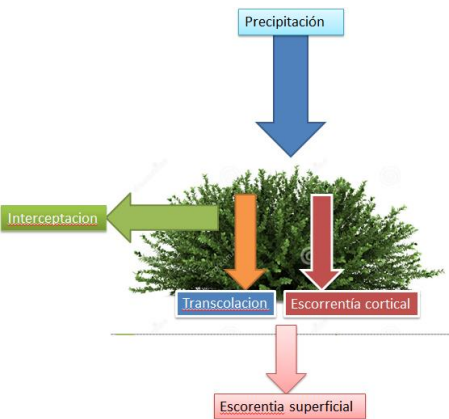 Precipitación
Interceptacion
Transcolacion
Escorrentía cortical
Escorentia superficial